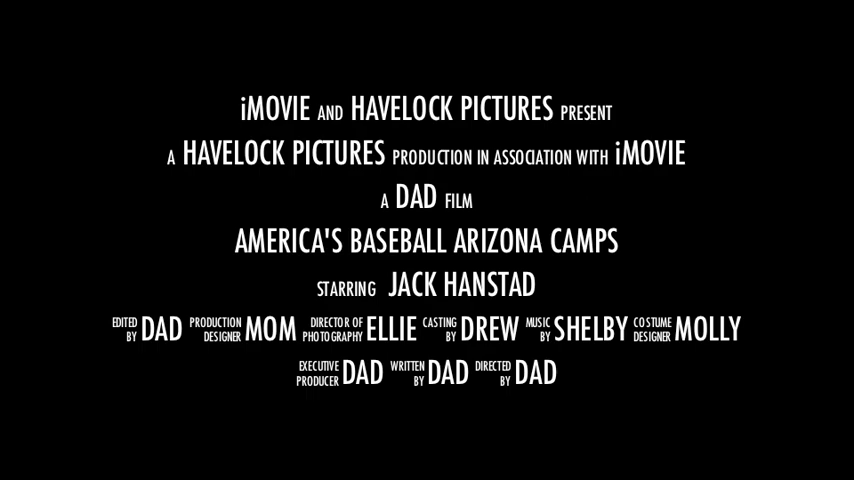 iMOVIE AND HAVELOCK PICTURES PRESENT
A HAVELOCK PICTURES PRODUCTION IN ASSOCIATION WITH iMOVIE
A DAD FILM
AMERICA'S BASEBALL ARIZONA CAMPS
STARRING JACK HANSTAD
EDITED BY DAD PRODUCTION DESIGNER MOM DIRECTOR OF PHOTOGRAPHY ELLIE CASTING BY DREW MUSIC BY SHELBY COSTUME DESIGNER MOLLY
EXECUTIVE PRODUCER DAD WRITTEN BY DAD DIRECTED BY DAD